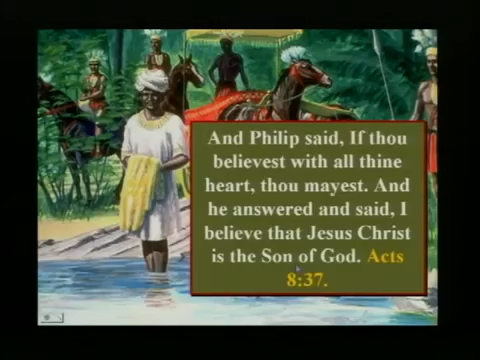 And Philip said, If thou
believest with all thine
heart, thou mayest. And
he answered and said, I
believe that Jesus Christ
is the Son of God. Acts
8:37.